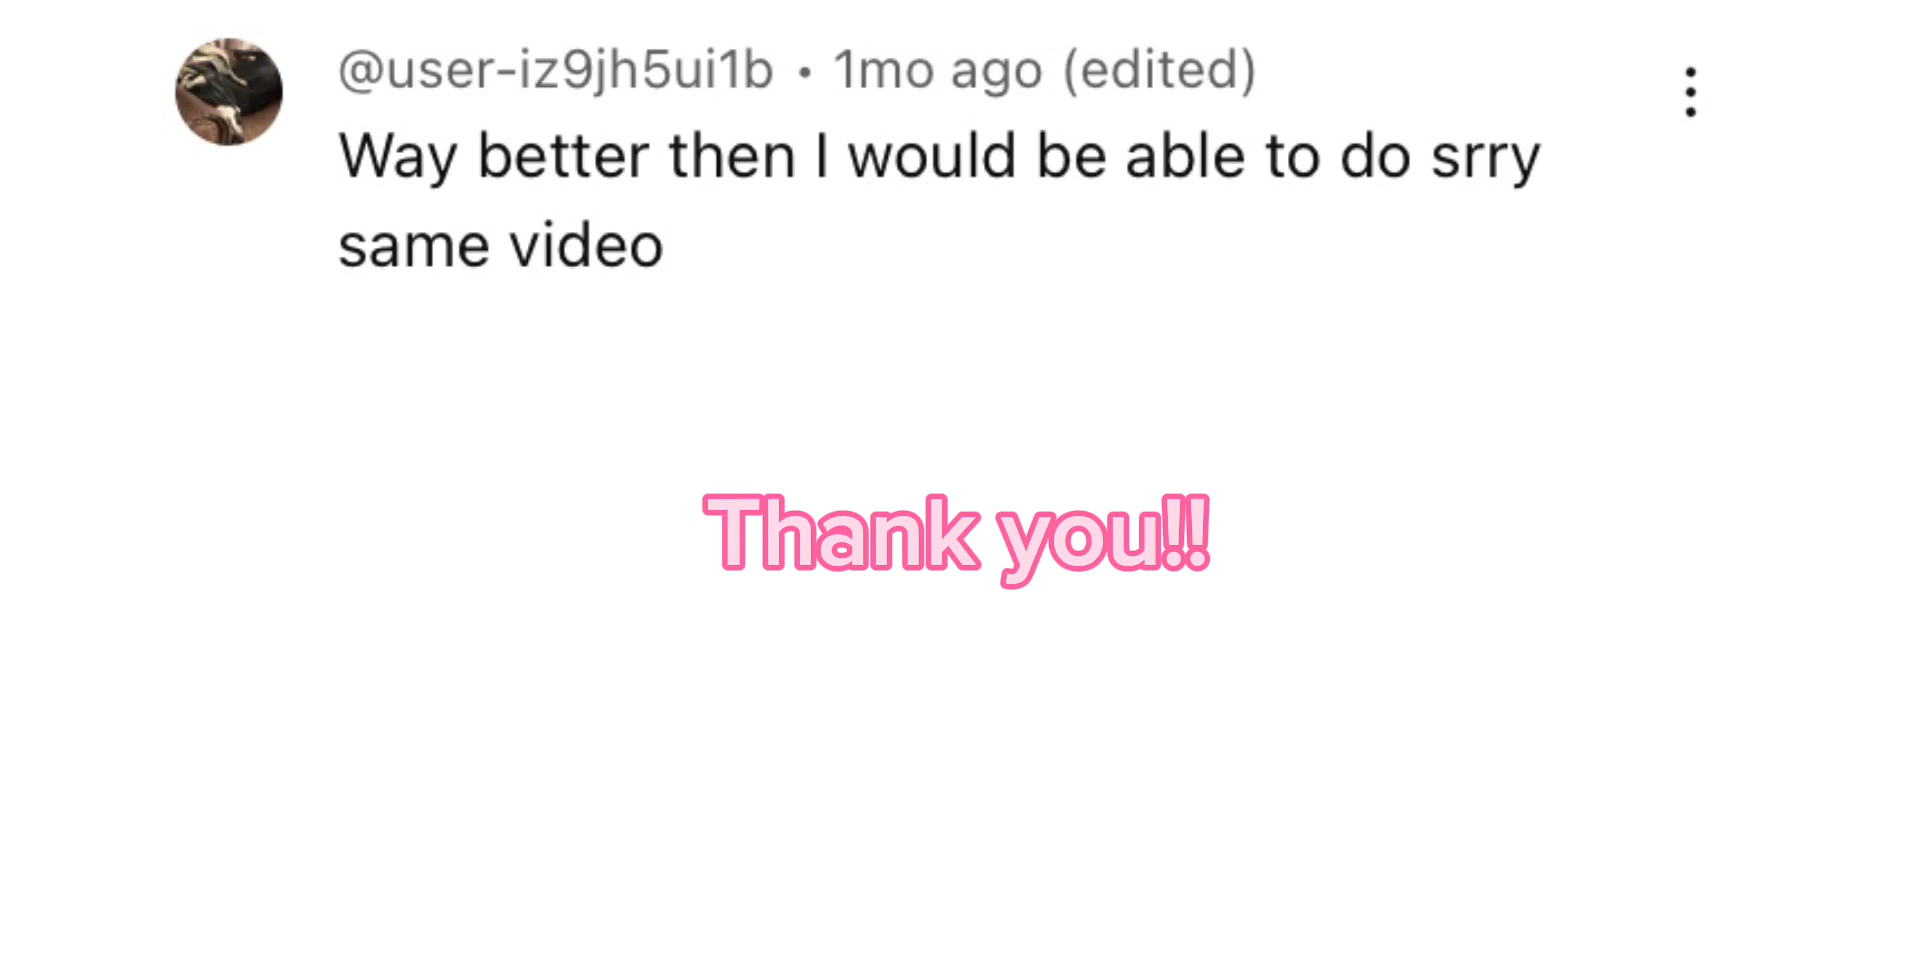 @user-iz9jh5ui1b • 1mo ago (edited)
Way better then I would be able to do srry
same video
Thank you!!